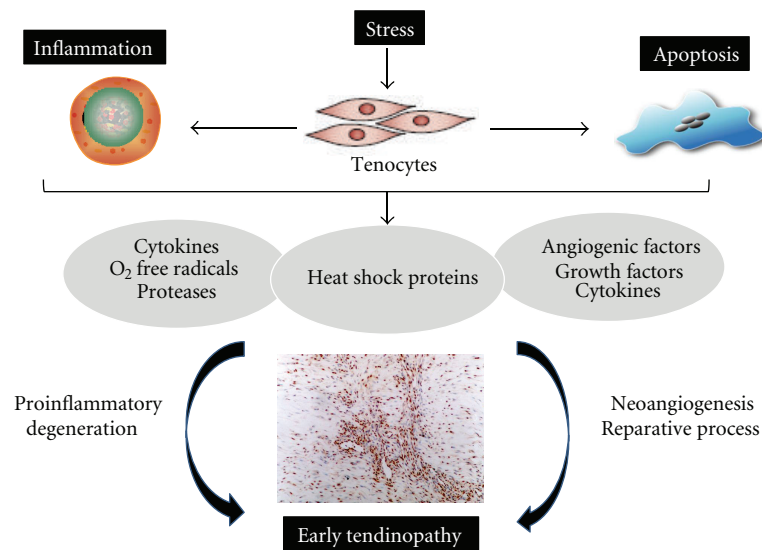 Stress
Inflammation
Apoptosis
Tenocytes
Cytokines
O₂ free radicals
Proteases
Heat shock proteins
Angiogenic factors
Growth factors
Cytokines
Proinflammatory
degeneration
Neoangiogenesis
Reparative process
Early tendinopathy